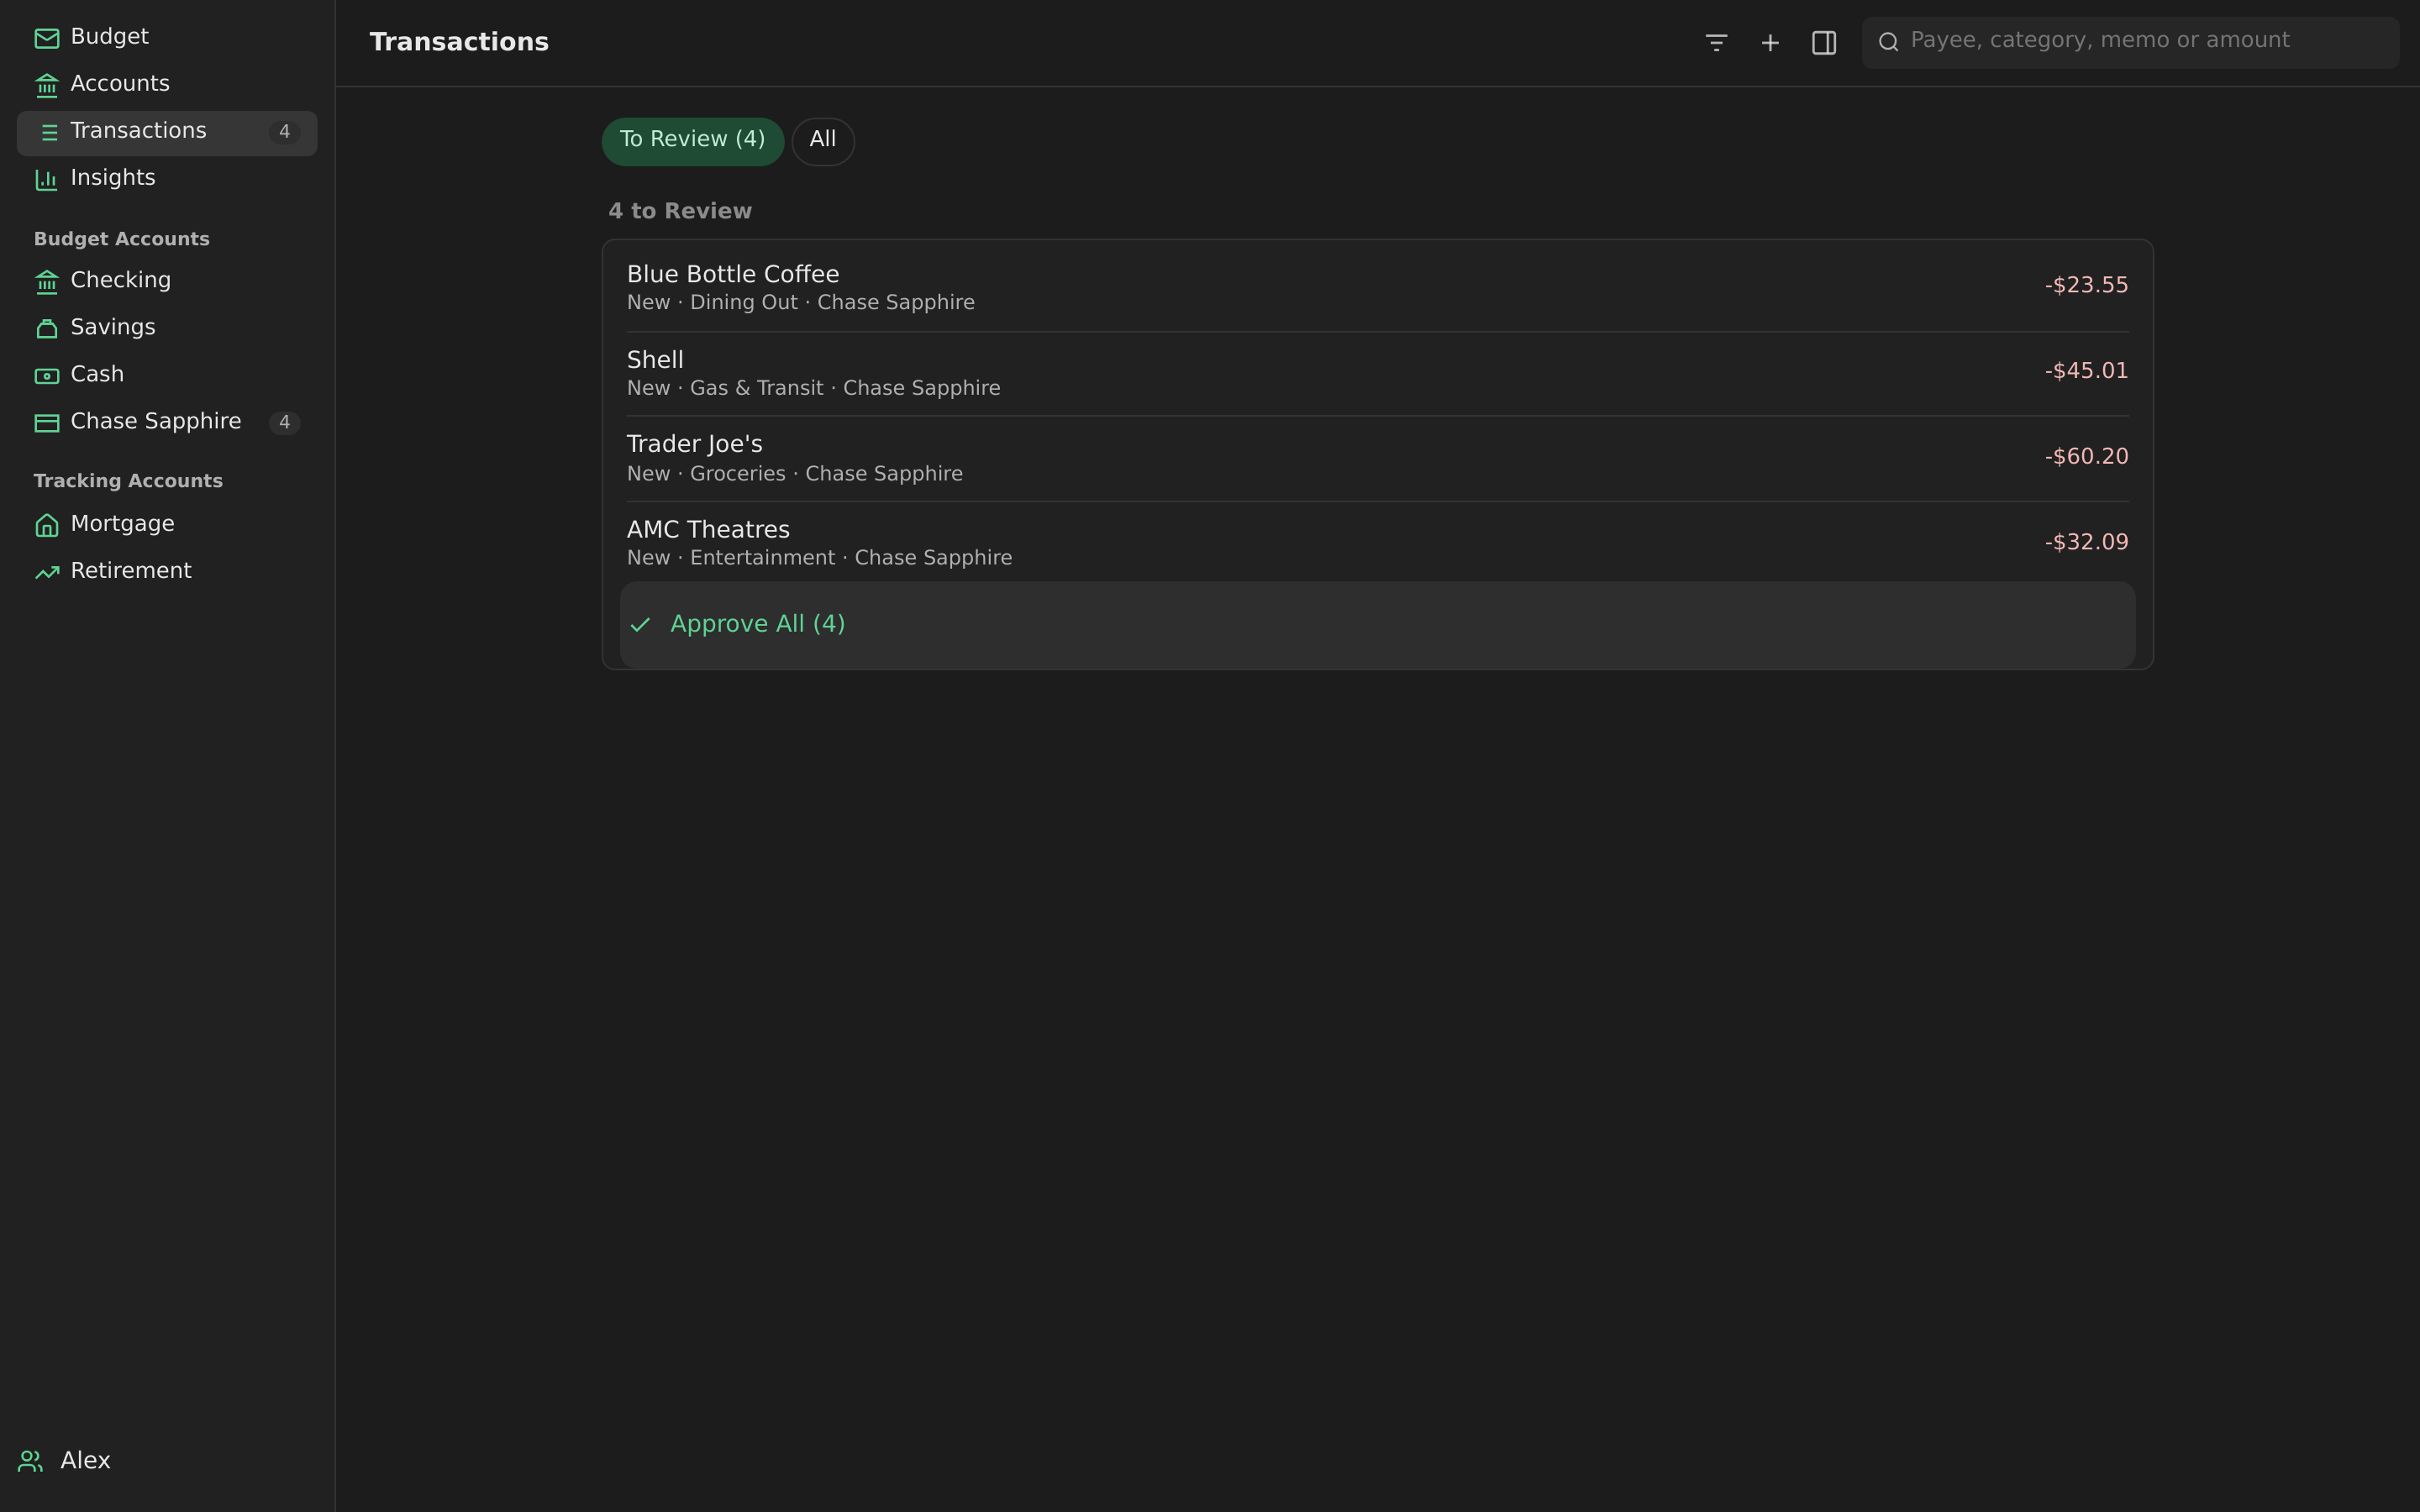 Budget
Accounts
Transactions 4
Insights
Budget Accounts
Checking
Savings
Cash
Chase Sapphire 4
Tracking Accounts
Mortgage
Retirement
Alex
Transactions
Payee, category, memo or amount
To Review (4) All
4 to Review
Blue Bottle Coffee
New · Dining Out · Chase Sapphire
-$23.55
Shell
New · Gas & Transit · Chase Sapphire
-$45.01
Trader Joe's
New · Groceries · Chase Sapphire
-$60.20
AMC Theatres
New · Entertainment · Chase Sapphire
-$32.09
Approve All (4)